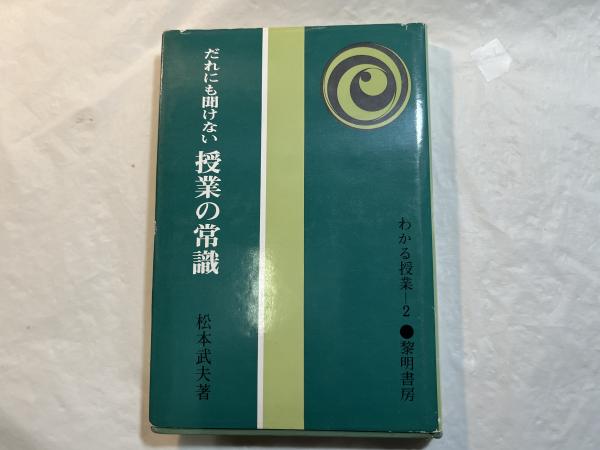 だれにも聞けない
授業の常識
松本武夫著
わかる授業―2●黎明書房